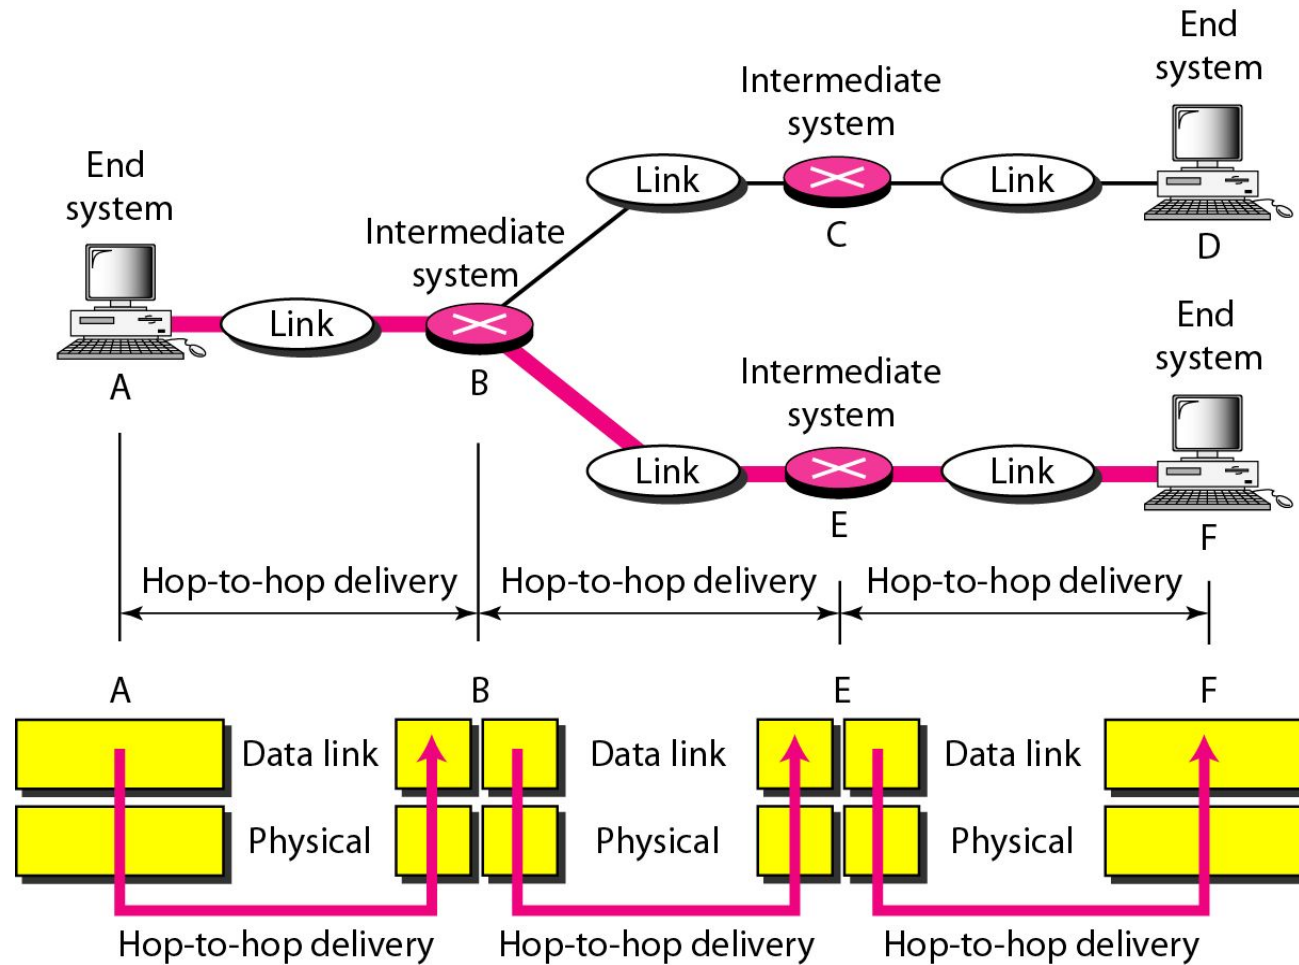 End
system
Intermediate
system
Link
Link
C
D
End
system
Intermediate
system
Link
A
B
End
system
Intermediate
system
Link
Link
E
F
Hop-to-hop delivery
Hop-to-hop delivery
Hop-to-hop delivery
A
B
E
F
Data link
Data link
Data link
Physical
Physical
Physical
Hop-to-hop delivery
Hop-to-hop delivery
Hop-to-hop delivery